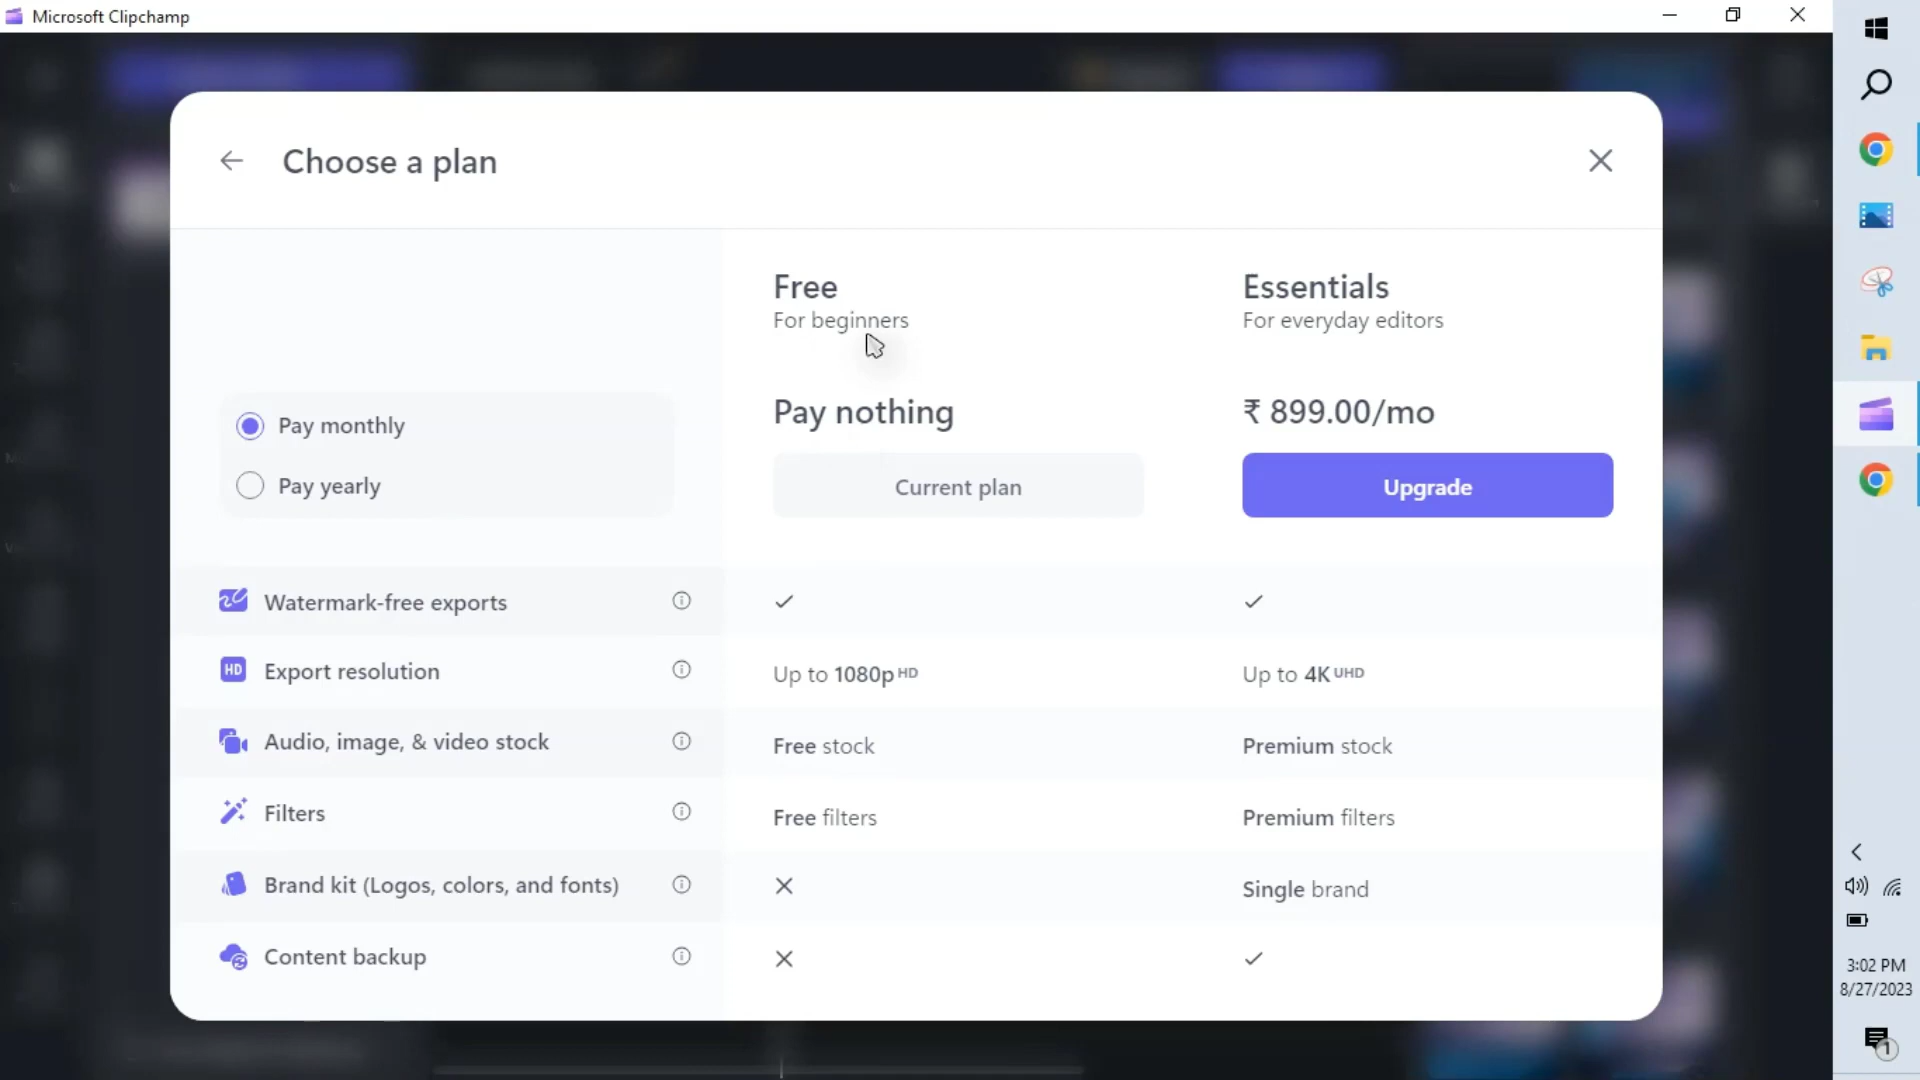 Microsoft Clipchamp
Choose a plan
Free
For beginners
Essentials
For everyday editors
Pay monthly
Pay yearly
Pay nothing
₹ 899.00/mo
Current plan
Upgrade
Watermark-free exports
HD Export resolution
Up to 1080p HD
Up to 4K UHD
Audio, image, & video stock
Free stock
Premium stock
Filters
Free filters
Premium filters
Brand kit (Logos, colors, and fonts)
Single brand
Content backup
3:02 PM
8/27/2023
1